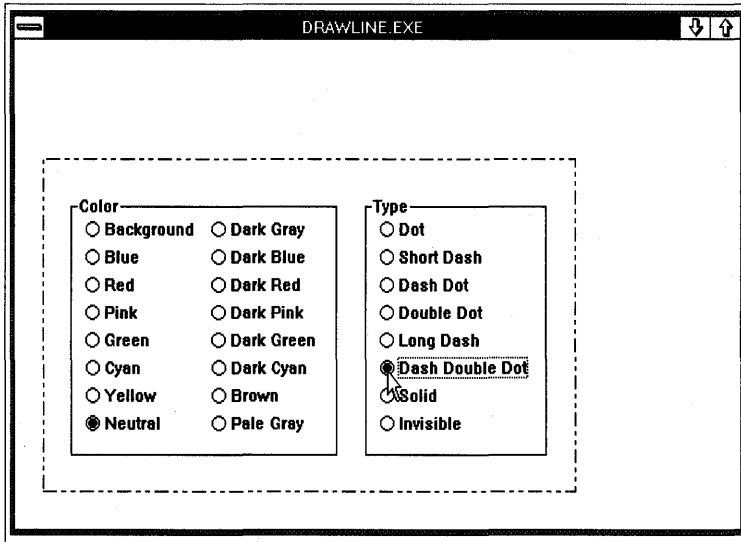 DRAWLINE.EXE
Color
Background
Blue
Red
Pink
Green
Cyan
Yellow
Neutral
Dark Gray
Dark Blue
Dark Red
Dark Pink
Dark Green
Dark Cyan
Brown
Pale Gray
Type
Dot
Short Dash
Dash Dot
Double Dot
Long Dash
Dash Double Dot
Solid
Invisible